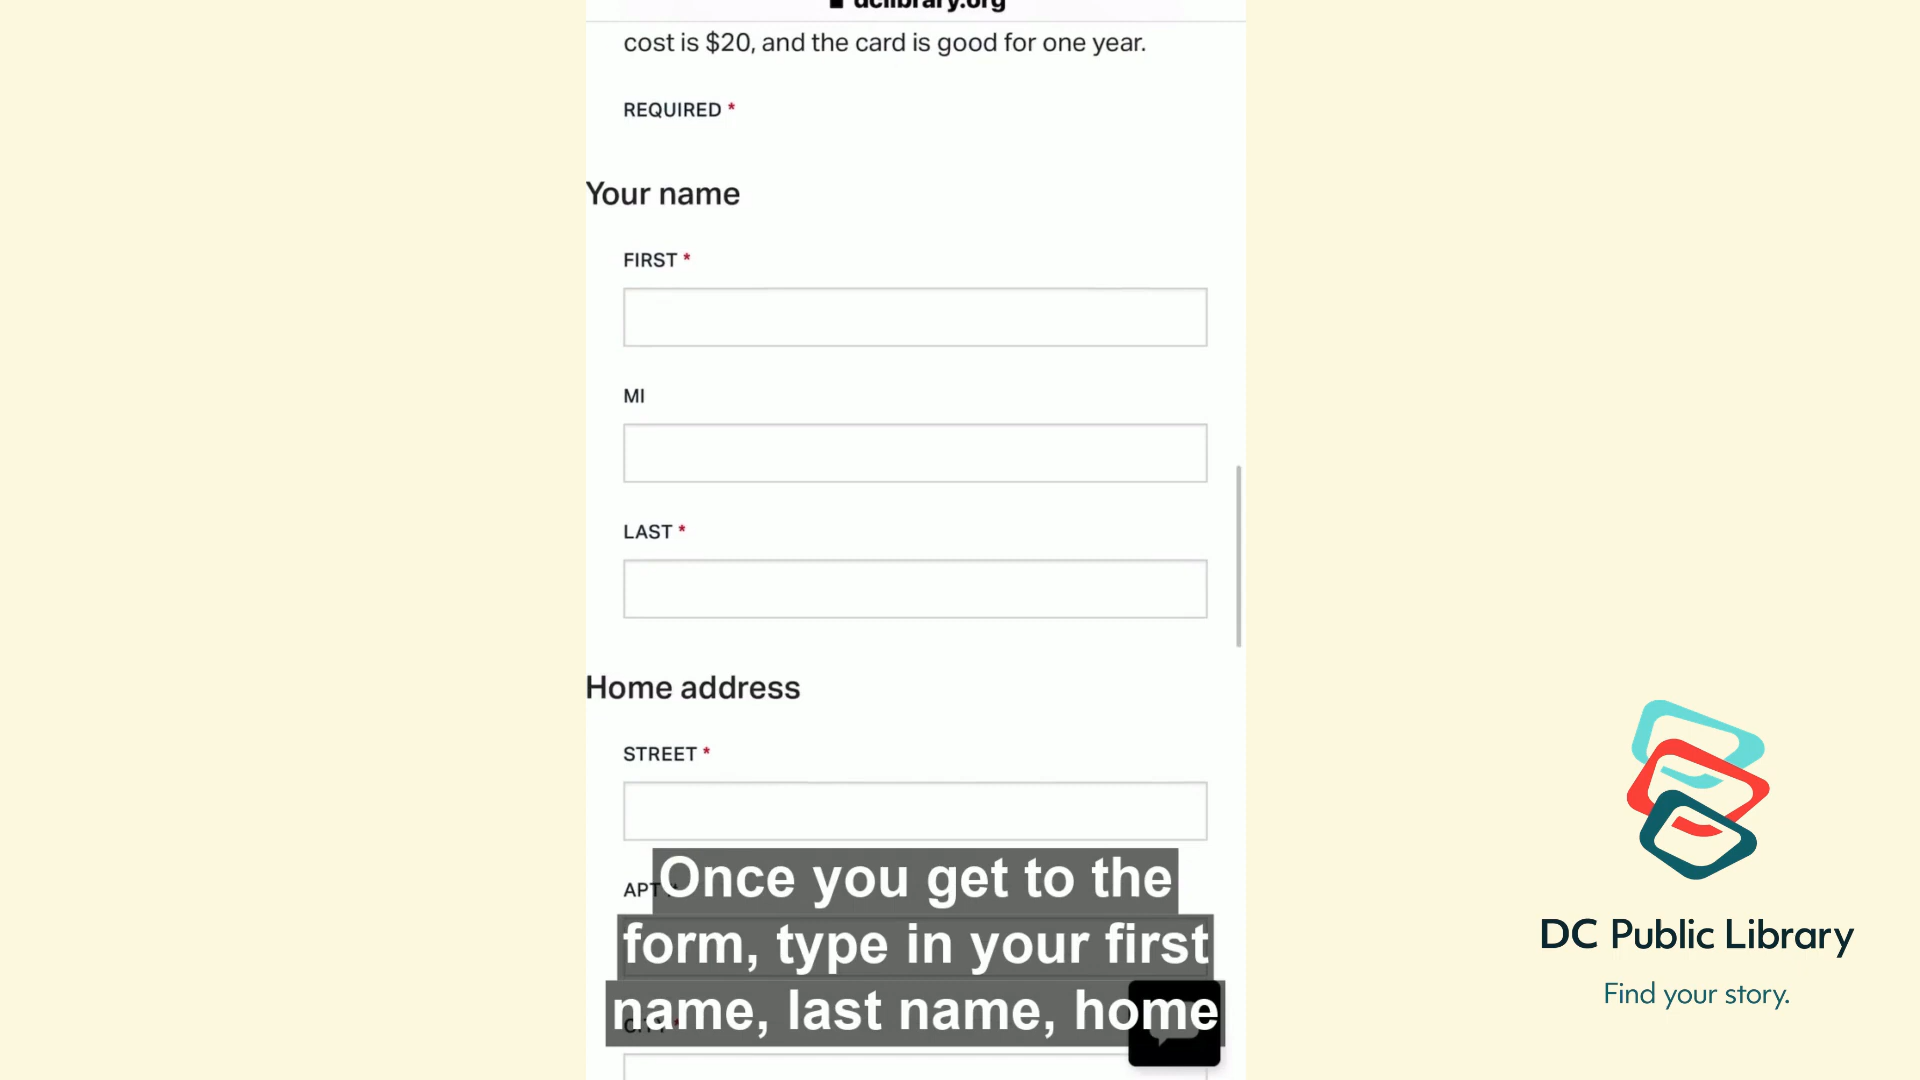 dclibrary.org
cost is $20, and the card is good for one year.
REQUIRED *
Your name
FIRST *
MI
LAST *
Home address
STREET *
APT *
Once you get to the
form, type in your first
name, last name, home
CITY *
DC Public Library
Find your story.